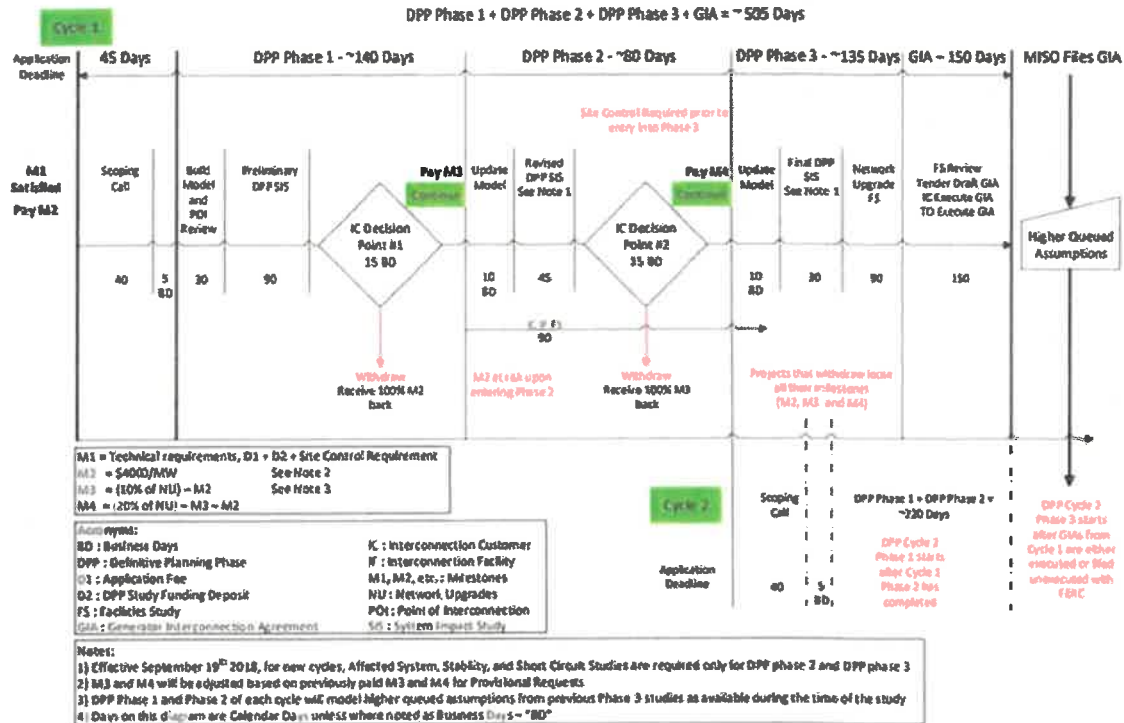 DPP Phase 1 + DPP Phase 2 + DPP Phase 3 + GIA = ~505 Days
Cycle 1
Application
Deadline
45 Days
DPP Phase 1 - ~140 Days
DPP Phase 2 - ~80 Days
DPP Phase 3 - ~135 Days
GIA ~ 150 Days
MISO Files GIA
Site Control Required prior to
entry into Phase 3
M1
Satisfied
Pay M2
Scoping
Call
Build
Model
and
POI
Review
Preliminary
DPP SIS
IC Decision
Point #1
15 BD
Pay M3
Continue
Update
Model
Revised
DPP SIS
See Note 1
IC Decision
Point #2
15 BD
Pay M4
Continue
Update
Model
Final DPP
SIS
See Note 1
Network
Upgrade
FS
FS Review
Tender Draft GIA
IC Execute GIA
TO Execute GIA
Higher Queued
Assumptions
40
5
BD
30
90
10
BD
45
10
BD
30
90
150
FS
90
Withdraw
Receive 100% M2
back
M2 at risk upon
entering Phase 2
Withdraw
Receive 100% M3
back
Projects that withdraw loose
all their milestones
(M2, M3 and M4)
M1 = Technical requirements, D1 + D2 + Site Control Requirement
M2 = $4000/MW See Note 2
M3 = (10% of NU) – M2 See Note 3
M4 = (20% of NU) – M3 – M2
Cycle 2
Application
Deadline
Scoping
Call
40
5
BD
DPP Phase 1 + DPP Phase 2 =
~220 Days
DPP Cycle 2
Phase 1 starts
after Cycle 1
Phase 2 has
completed
DPP Cycle 2
Phase 3 starts
after GIAs from
Cycle 1 are either
executed or filed
unexecuted with
FERC
Acronyms:
BD : Business Days
DPP : Definitive Planning Phase
D1 : Application Fee
D2 : DPP Study Funding Deposit
FS : Facilities Study
GIA : Generator Interconnection Agreement
IC : Interconnection Customer
IF : Interconnection Facility
M1, M2, etc. : Milestones
NU : Network Upgrades
POI : Point of Interconnection
SIS : System Impact Study
Notes:
1) Effective September 19th 2018, for new cycles, Affected System, Stability, and Short Circuit Studies are required only for DPP phase 2 and DPP phase 3
2) M3 and M4 will be adjusted based on previously paid M3 and M4 for Provisional Requests
3) DPP Phase 1 and Phase 2 of each cycle will model higher queued assumptions from previous Phase 3 studies as available during the time of the study
4) Days on this diagram are Calendar Days unless where noted as Business Days – "BD"